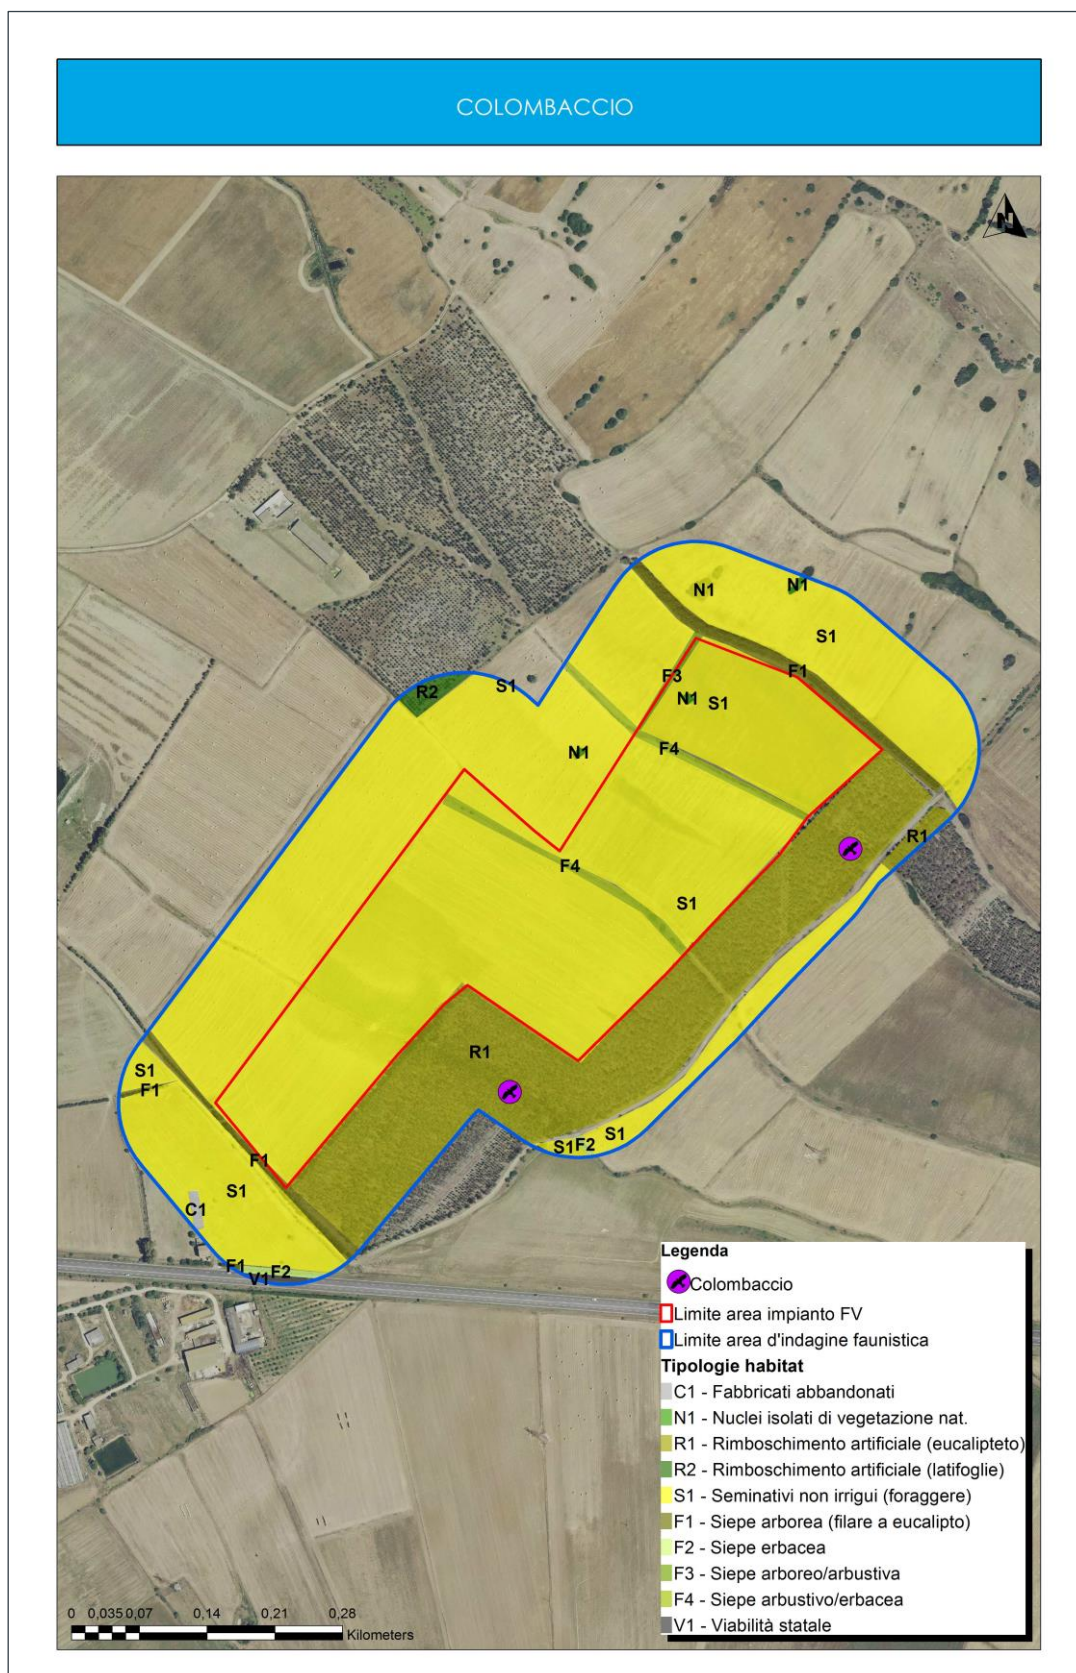 COLOMBACCIO
N
N1
N1
S1
F1
F3
R2
S1
N1
S1
F4
N1
R1
F4
S1
R1
S1
F1
S1
F2
S1
F1
S1
C1
F1
F2
V1
Legenda
Colombaccio
Limite area impianto FV
Limite area d'indagine faunistica
Tipologie habitat
C1 - Fabbricati abbandonati
N1 - Nuclei isolati di vegetazione nat.
R1 - Rimboschimento artificiale (eucalipteto)
R2 - Rimboschimento artificiale (latifoglie)
S1 - Seminativi non irrigui (foraggere)
F1 - Siepe arborea (filare a eucalipto)
F2 - Siepe erbacea
F3 - Siepe arboreo/arbustiva
F4 - Siepe arbustivo/erbacea
V1 - Viabilità statale
0 0,035 0,07 0,14 0,21 0,28
Kilometers